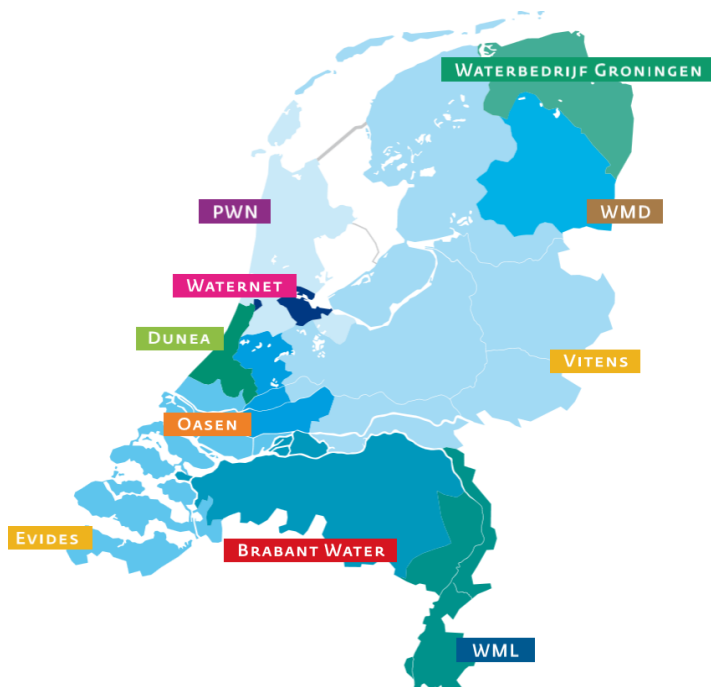 WATERBEDRIJF GRONINGEN
PWN
WMD
WATERNET
DUNEA
VITENS
OASEN
EVIDES
BRABANT WATER
WML